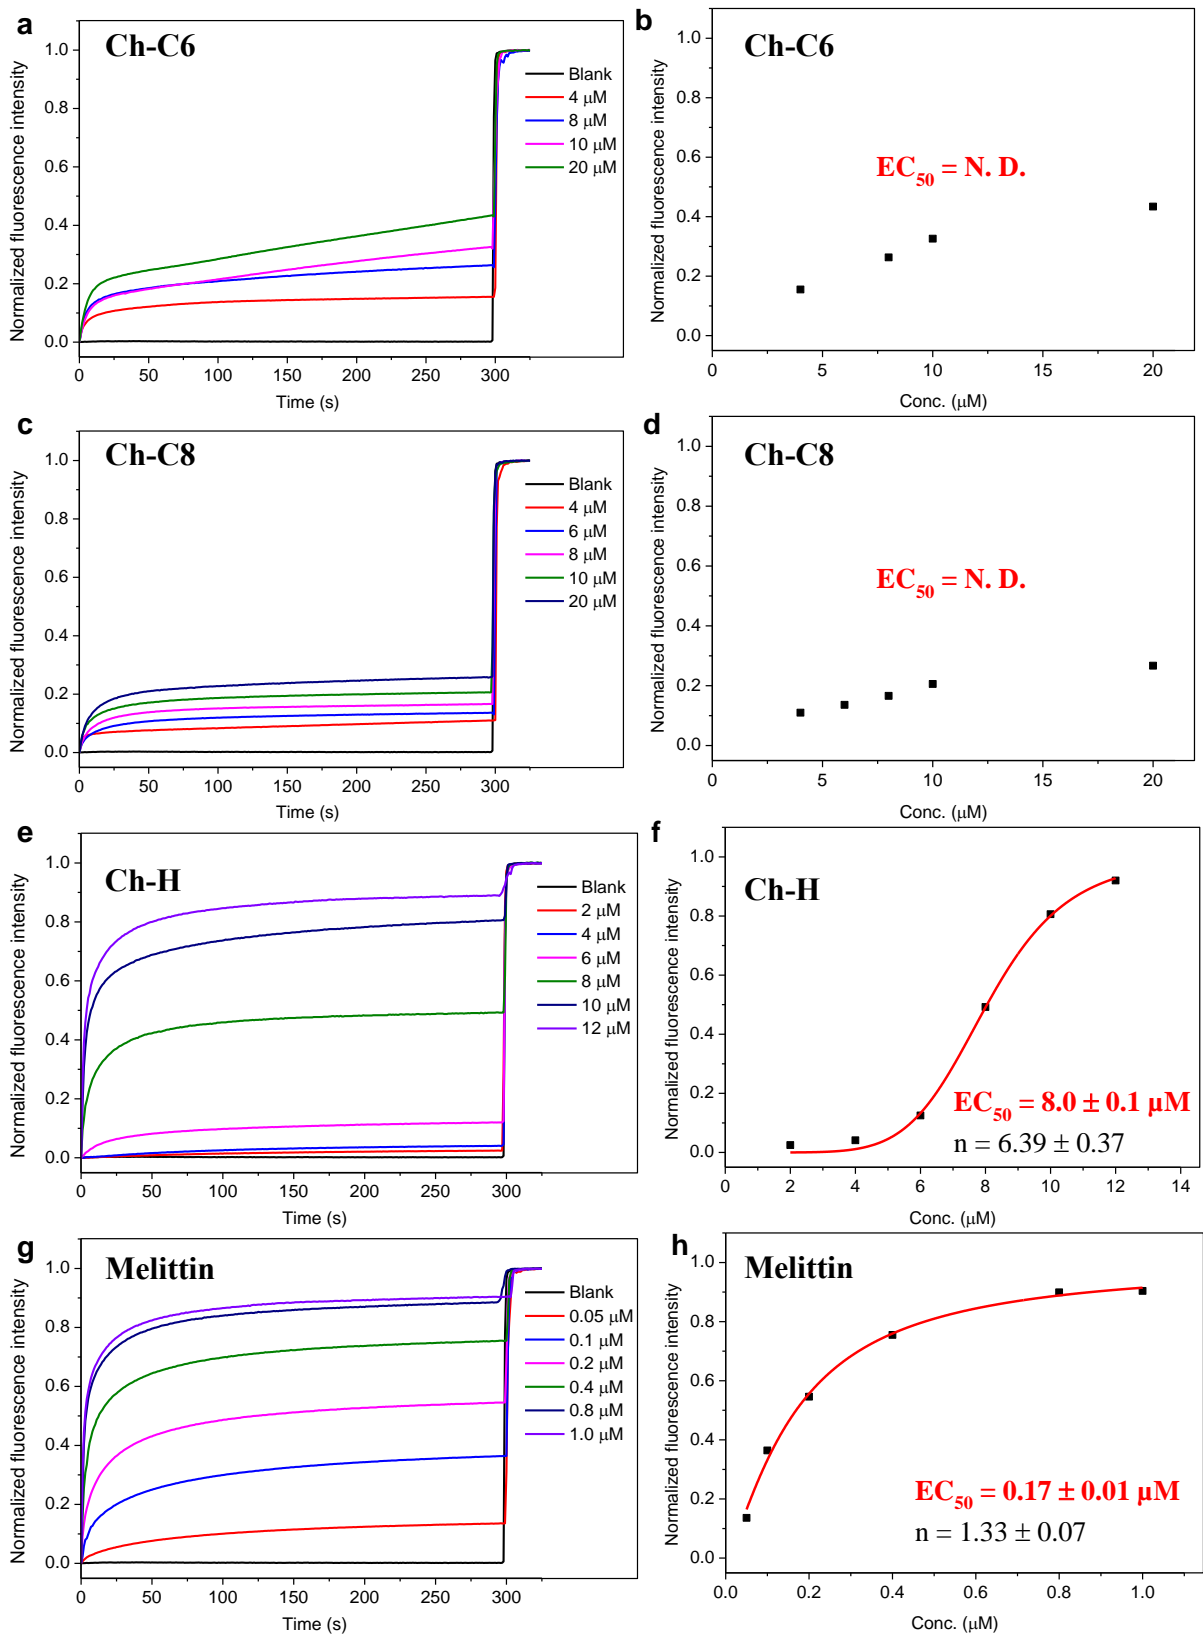 a
Ch-C6
Normalized fluorescence intensity
1.0
0.8
0.6
0.4
0.2
0.0
0 50 100 150 200 250 300
Time (s)
Blank
4 μM
8 μM
10 μM
20 μM
b
Ch-C6
Normalized fluorescence intensity
1.0
0.8
0.6
0.4
0.2
0.0
EC50 = N. D.
0 5 10 15 20
Conc. (μM)
c
Ch-C8
Normalized fluorescence intensity
1.0
0.8
0.6
0.4
0.2
0.0
0 50 100 150 200 250 300
Time (s)
Blank
4 μM
6 μM
8 μM
10 μM
20 μM
d
Ch-C8
Normalized fluorescence intensity
1.0
0.8
0.6
0.4
0.2
0.0
EC50 = N. D.
0 5 10 15 20
Conc. (μM)
e
Ch-H
Normalized fluorescence intensity
1.0
0.8
0.6
0.4
0.2
0.0
0 50 100 150 200 250 300
Time (s)
Blank
2 μM
4 μM
6 μM
8 μM
10 μM
12 μM
f
Ch-H
Normalized fluorescence intensity
1.0
0.8
0.6
0.4
0.2
0.0
EC50 = 8.0 ± 0.1 μM
n = 6.39 ± 0.37
0 2 4 6 8 10 12 14
Conc. (μM)
g
Melittin
Normalized fluorescence intensity
1.0
0.8
0.6
0.4
0.2
0.0
0 50 100 150 200 250 300
Time (s)
Blank
0.05 μM
0.1 μM
0.2 μM
0.4 μM
0.8 μM
1.0 μM
h
Melittin
Normalized fluorescence intensity
1.0
0.8
0.6
0.4
0.2
0.0
EC50 = 0.17 ± 0.01 μM
n = 1.33 ± 0.07
0.0 0.2 0.4 0.6 0.8 1.0
Conc. (μM)